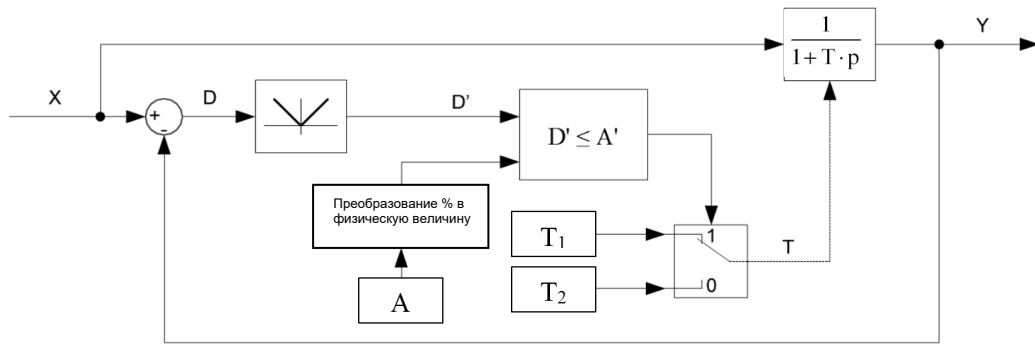 Y
1
1 + T · p
X
+
-
D
D'
D' ≤ A'
Преобразование % в
физическую величину
T₁
1
T
T₂
0
A